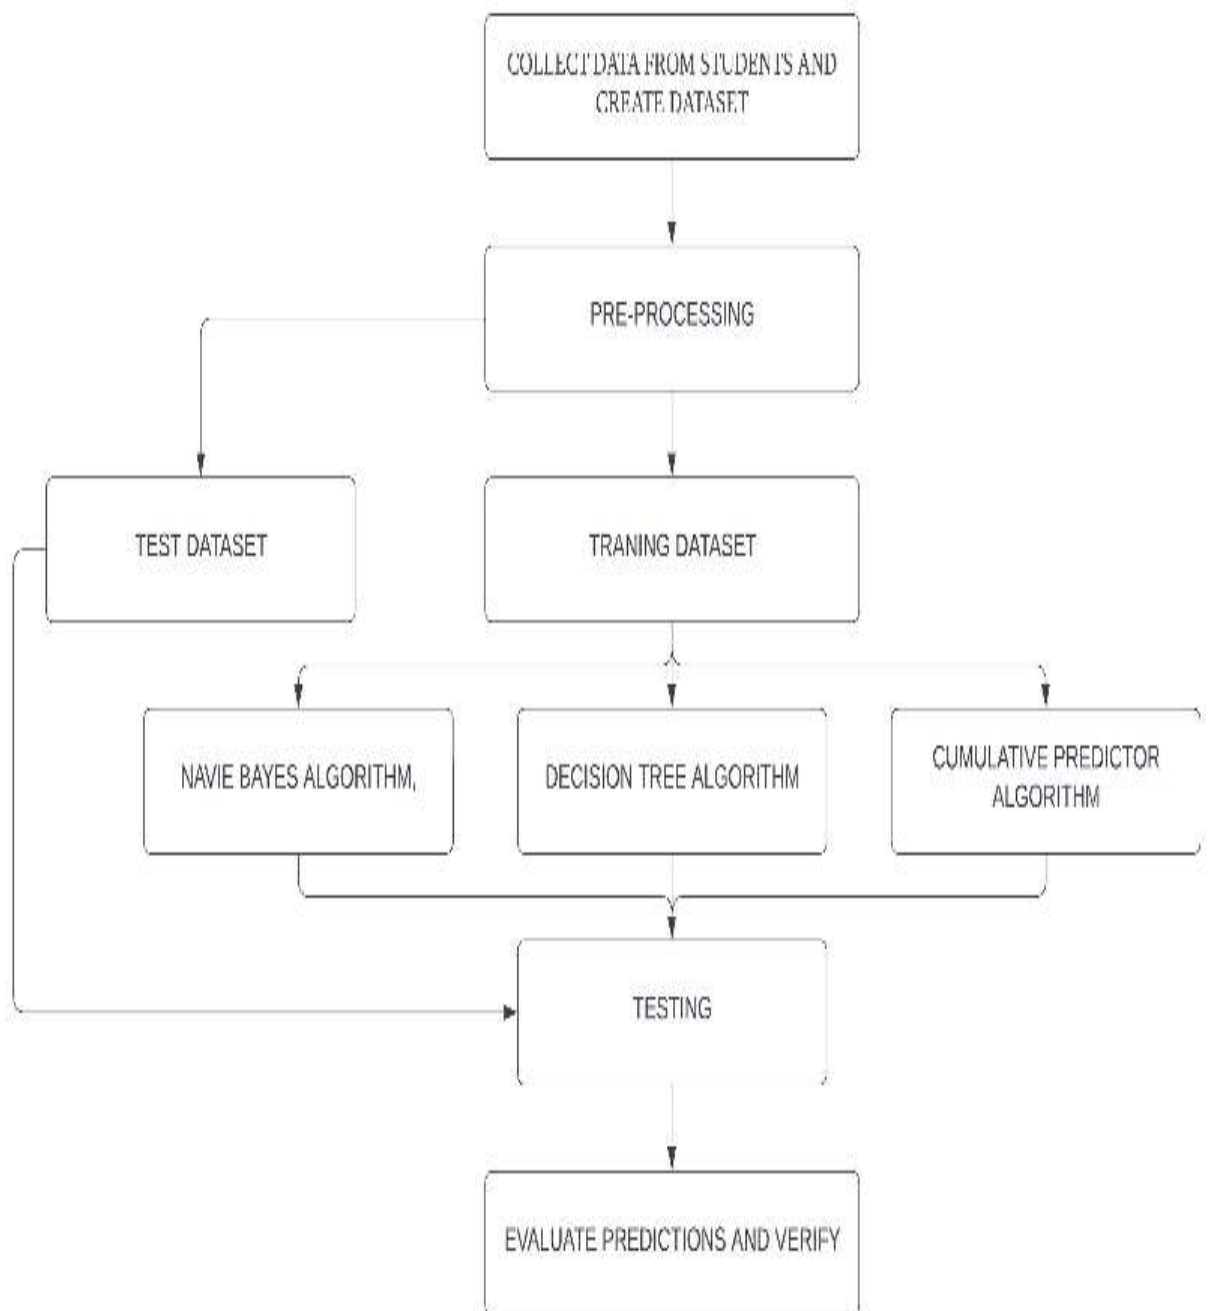 COLLECT DATA FROM STUDENTS AND
CREATE DATASET
PRE-PROCESSING
TEST DATASET
TRANING DATASET
NAVIE BAYES ALGORITHM,
DECISION TREE ALGORITHM
CUMULATIVE PREDICTOR
ALGORITHM
TESTING
EVALUATE PREDICTIONS AND VERIFY